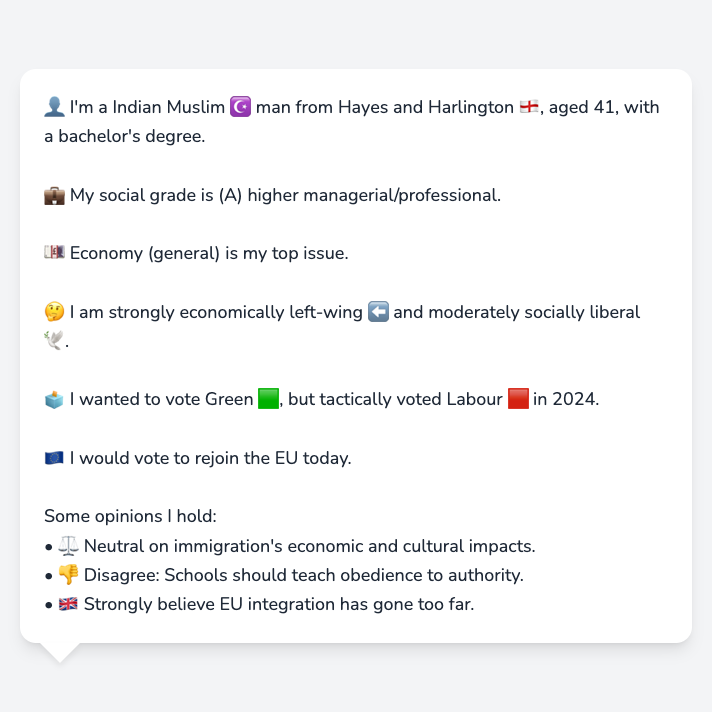 👤 I'm a Indian Muslim ☪️ man from Hayes and Harlington 🏴󠁧󠁢󠁥󠁮󠁧󠁿, aged 41, with
a bachelor's degree.
💼 My social grade is (A) higher managerial/professional.
💷 Economy (general) is my top issue.
🤔 I am strongly economically left-wing ⬅️ and moderately socially liberal
🕊️.
🗳️ I wanted to vote Green 🟩, but tactically voted Labour 🟥 in 2024.
🇪🇺 I would vote to rejoin the EU today.
Some opinions I hold:
• ⚖️ Neutral on immigration's economic and cultural impacts.
• 👎 Disagree: Schools should teach obedience to authority.
• 🇬🇧 Strongly believe EU integration has gone too far.